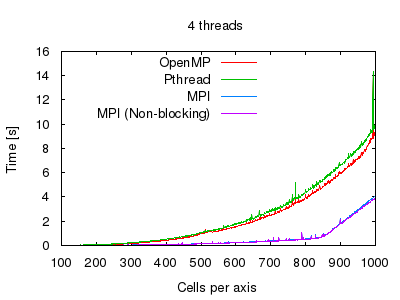 4 threads
OpenMP
Pthread
MPI
MPI (Non-blocking)
16
14
12
10
8
6
4
2
0
Time [s]
100 200 300 400 500 600 700 800 900 1000
Cells per axis